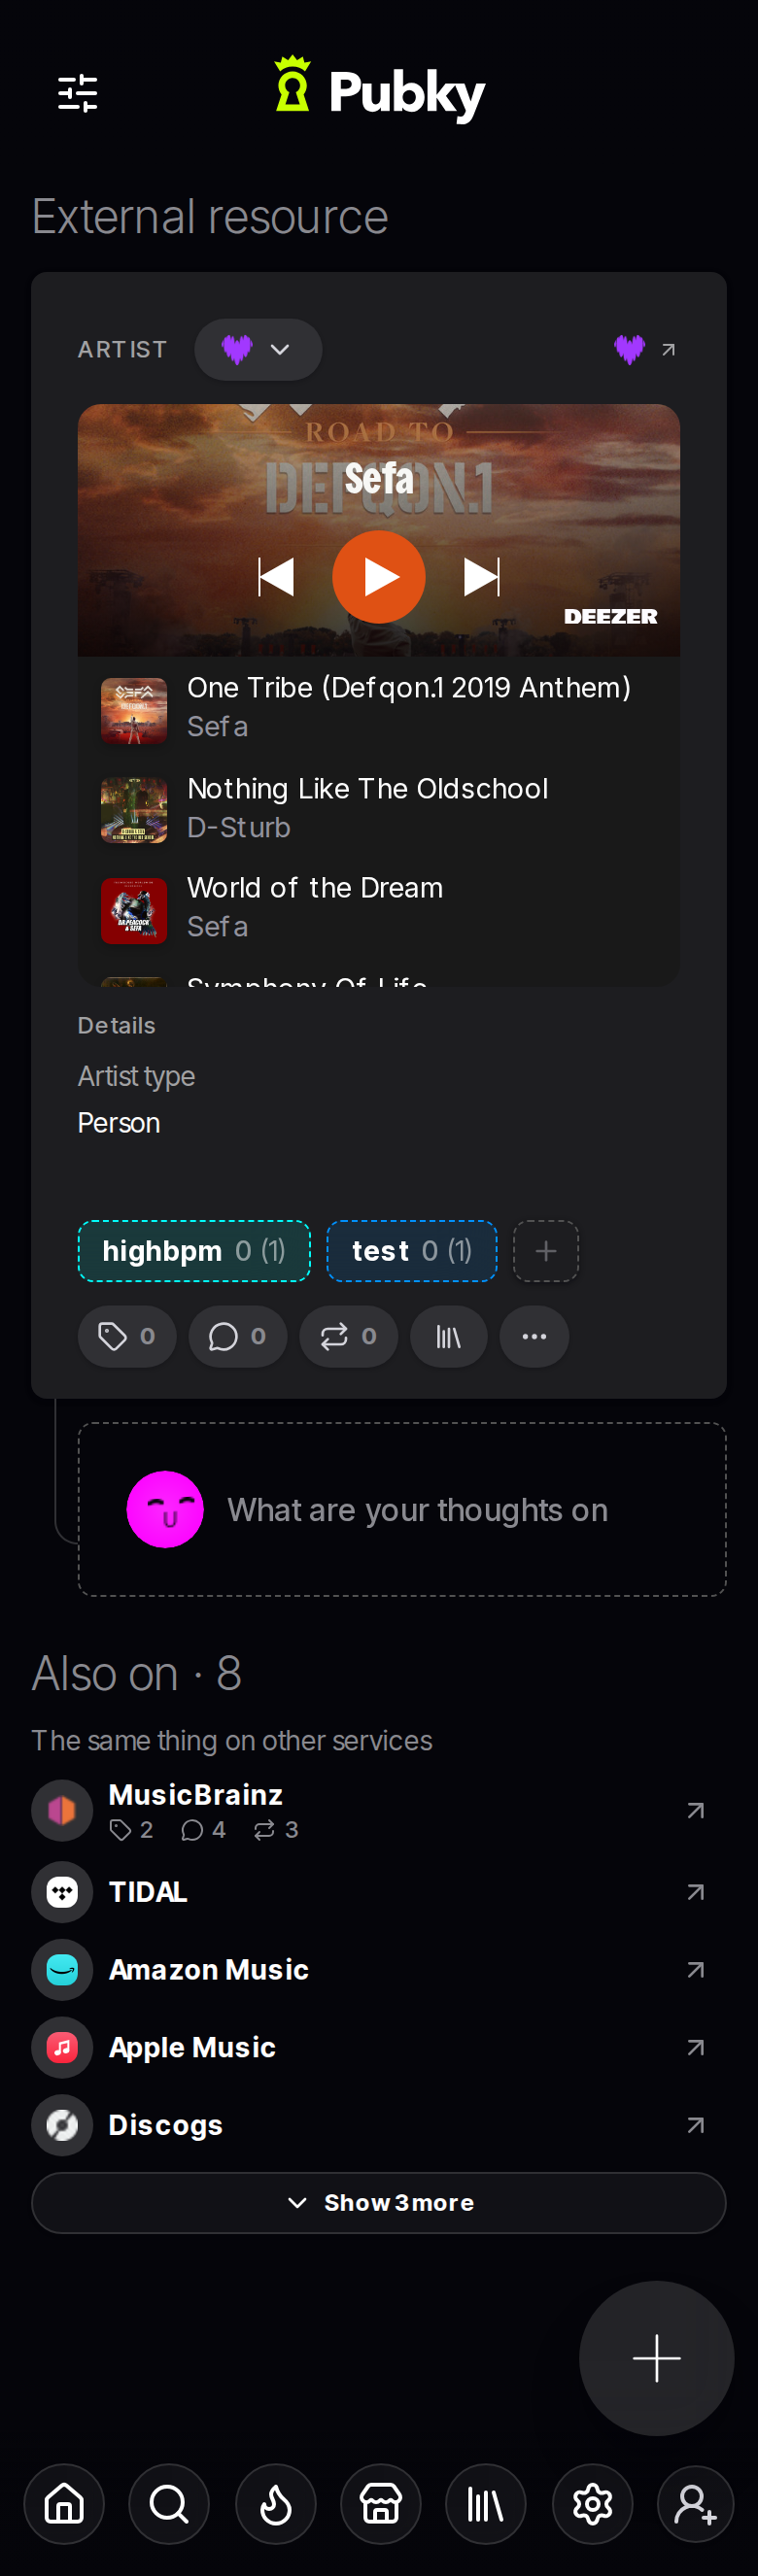 Pubky
External resource
ARTIST
ROAD TO
DEFQON.1
Sefa
DEEZER
One Tribe (Defqon.1 2019 Anthem)
Sefa
Nothing Like The Oldschool
D-Sturb
World of the Dream
Sefa
Symphony Of Life
Details
Artist type
Person
highbpm 0 (1)
test 0 (1)
0
0
0
What are your thoughts on
Also on · 8
The same thing on other services
MusicBrainz
2 4 3
TIDAL
Amazon Music
Apple Music
Discogs
Show 3 more